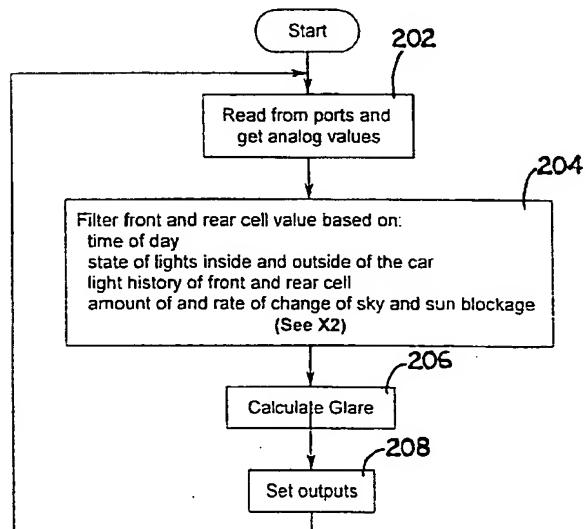 Start
202
Read from ports and
get analog values
204
Filter front and rear cell value based on:
time of day
state of lights inside and outside of the car
light history of front and rear cell
amount of and rate of change of sky and sun blockage
(See X2)
206
Calculate Glare
208
Set outputs